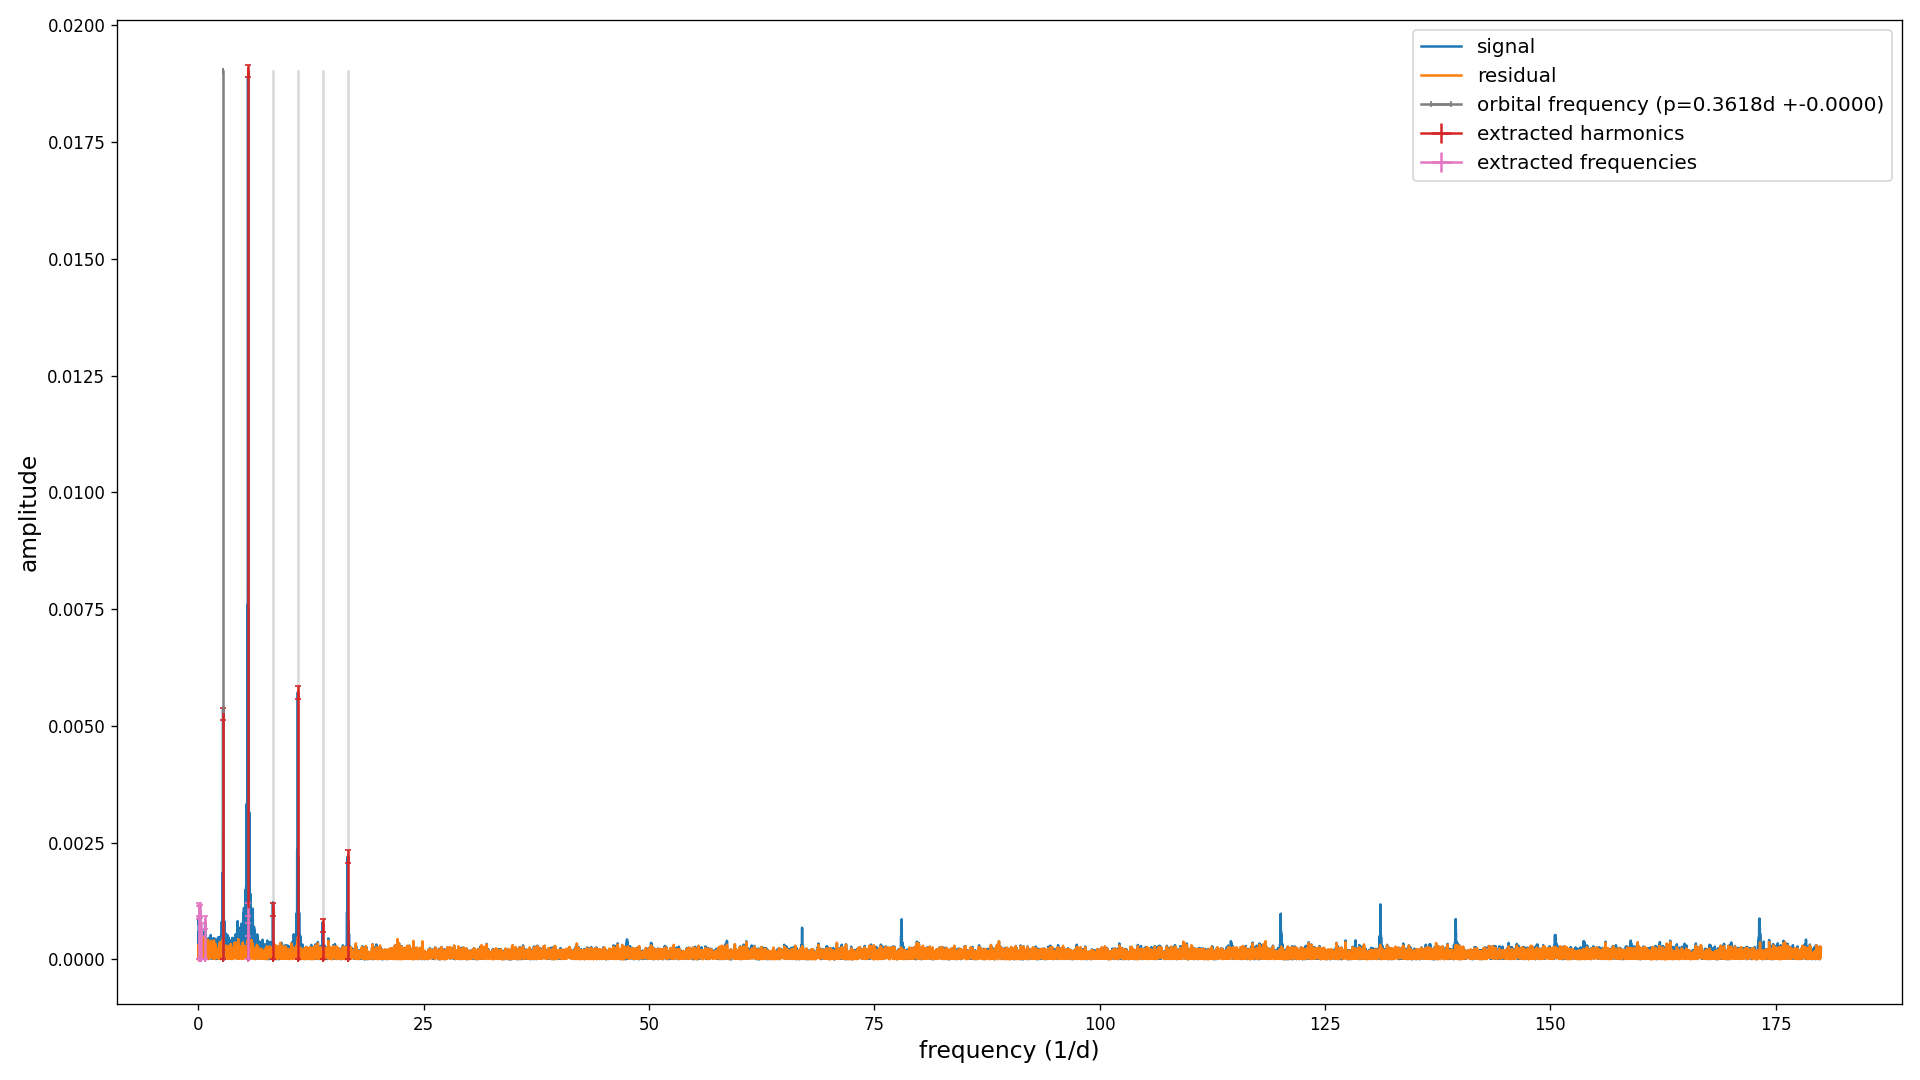 signal
residual
orbital frequency (p=0.3618d +-0.0000)
extracted harmonics
extracted frequencies
0.0200
0.0175
0.0150
0.0125
0.0100
0.0075
0.0050
0.0025
0.0000
amplitude
0 25 50 75 100 125 150 175
frequency (1/d)